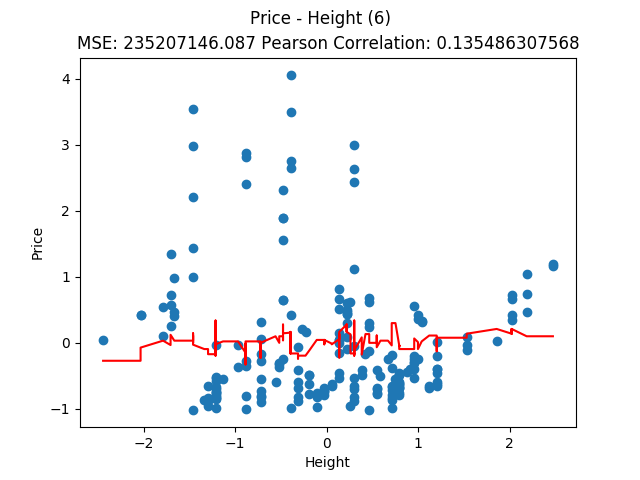 Price - Height (6)
MSE: 235207146.087 Pearson Correlation: 0.135486307568
4
3
2
1
0
−1
Price
−2
−1
0
1
2
Height